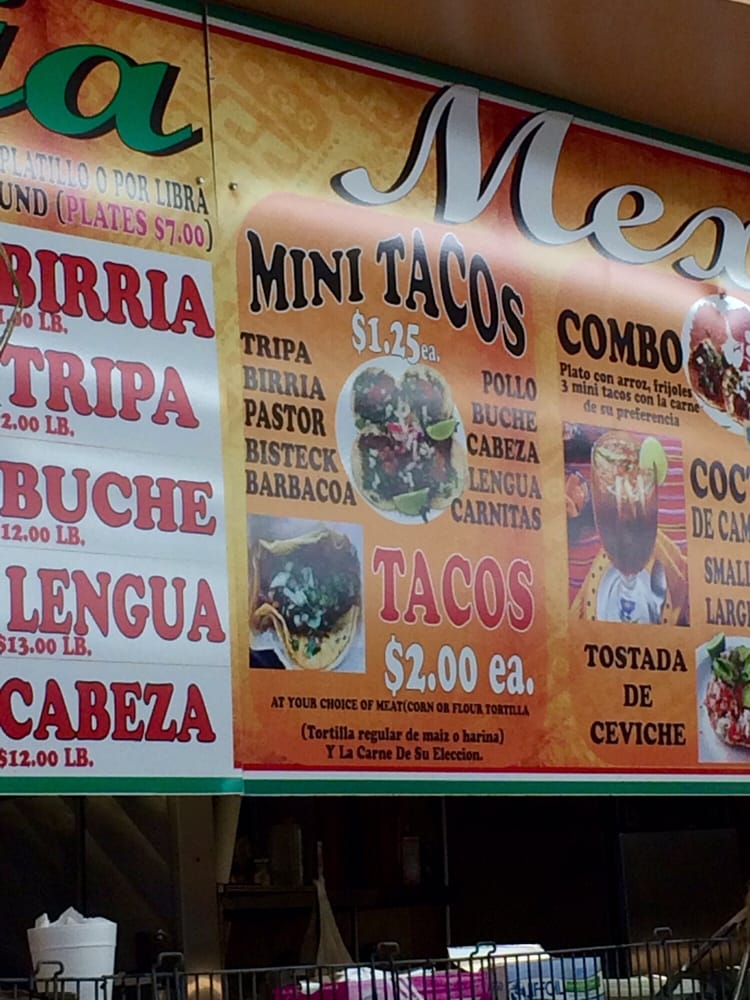 PLATILLO O POR LIBRA
(PLATES $7.00)
BIRRIA
LB.
TRIPA
2.00 LB.
BUCHE
12.00 LB.
LENGUA
$13.00 LB.
CABEZA
$12.00 LB.
MINI TACOS
$1.25 ea.
TRIPA
BIRRIA
PASTOR
BISTECK
BARBACOA
POLLO
BUCHE
CABEZA
LENGUA
CARNITAS
TACOS
$2.00 ea.
AT YOUR CHOICE OF MEAT(CORN OR FLOUR TORTILLA
(Tortilla regular de maiz o harina)
Y La Carne De Su Eleccion.
Mex
COMBO
Plato con arroz, frijoles
3 mini tacos con la carne
de su preferencia
COC
DE CAM
SMALL
LARG
TOSTADA
DE
CEVICHE